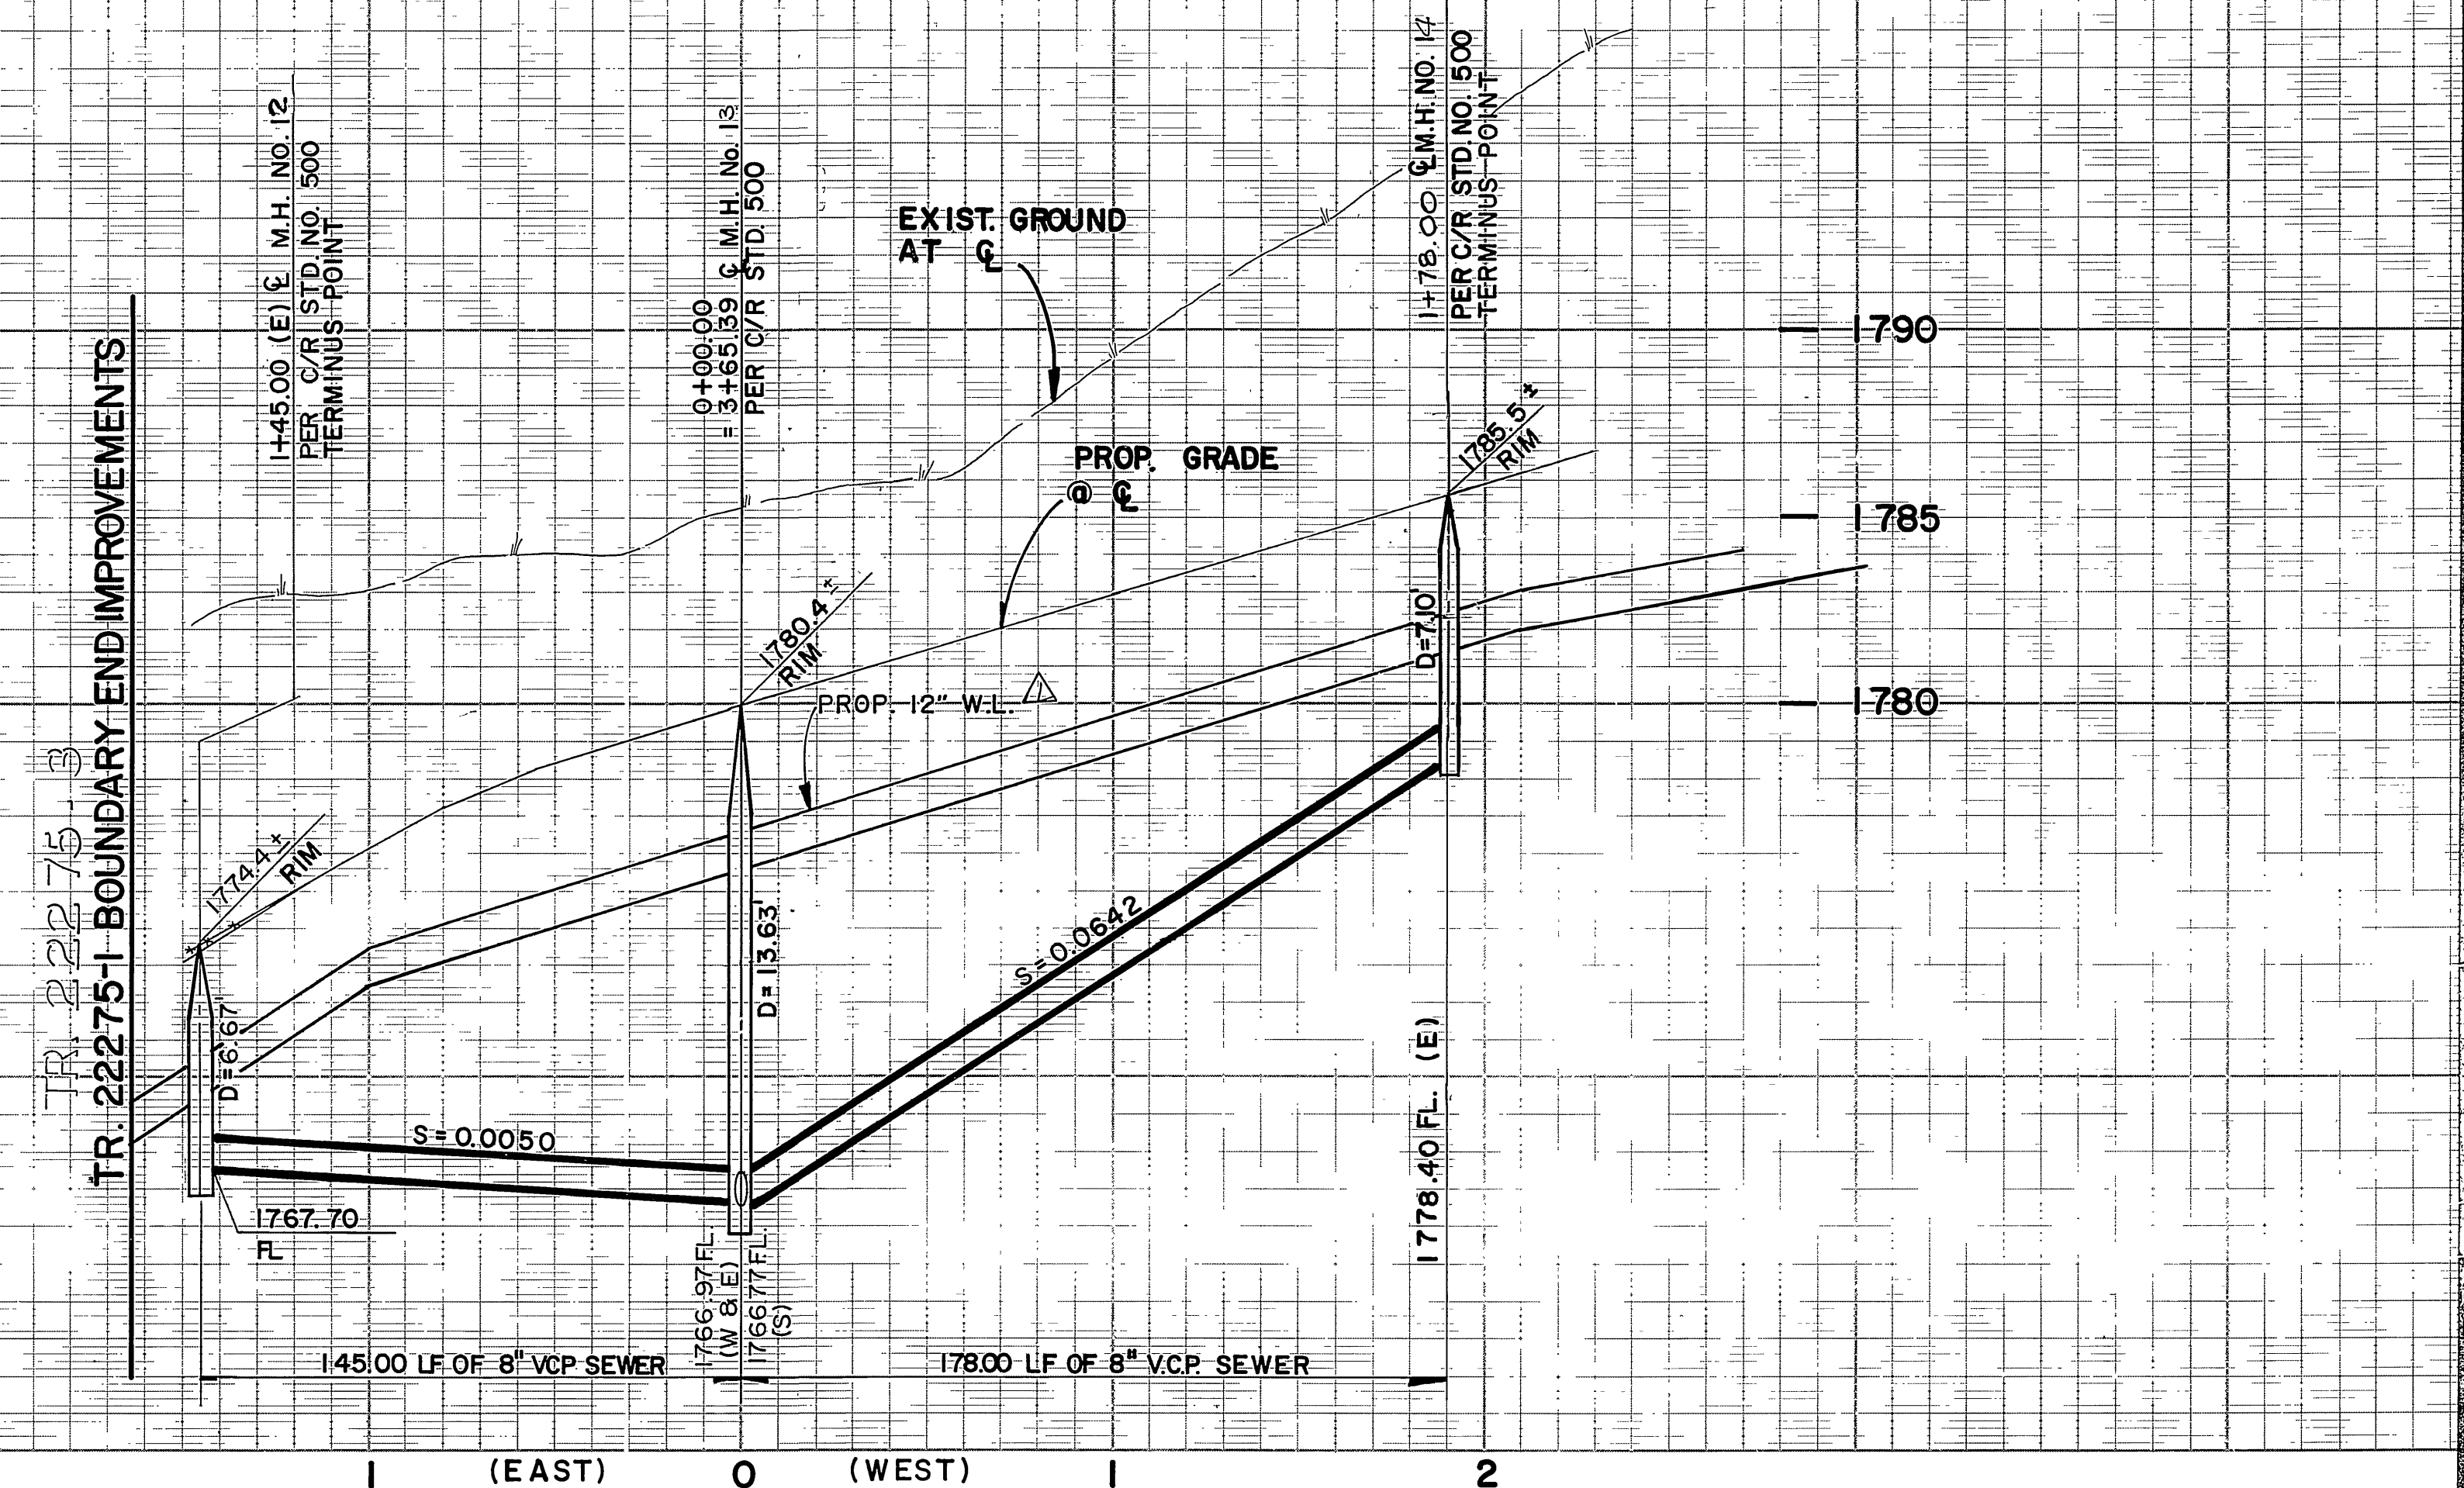 TR. 22275-3
TR. 22275-1 BOUNDARY END IMPROVEMENTS
1+45.00 (E) ℄ M.H. NO. 12
PER C/R STD. NO. 500
TERMINUS POINT
0+00.00
= 3+65.39 ℄ M.H. No. 13
PER C/R STD. 500
1+78.00 ℄ M.H. NO. 14
PER C/R STD. NO. 500
TERMINUS POINT
EXIST. GROUND
AT ℄
PROP. GRADE
@ ℄
1790
1785
1780
1785.5 ±
RIM
1780.4 ±
RIM
1774.4 ±
RIM
PROP. 12" W.L. 1
D=7.10'
D=13.63'
D=6.67'
S=0.0642
S=0.0050
1767.70
FL
1766.97 FL.
(W & E)
1766.77 FL.
(S)
1778.40 FL. (E)
145.00 LF OF 8" VCP SEWER
178.00 LF OF 8" V.C.P. SEWER
1 (EAST) 0 (WEST) 1 2